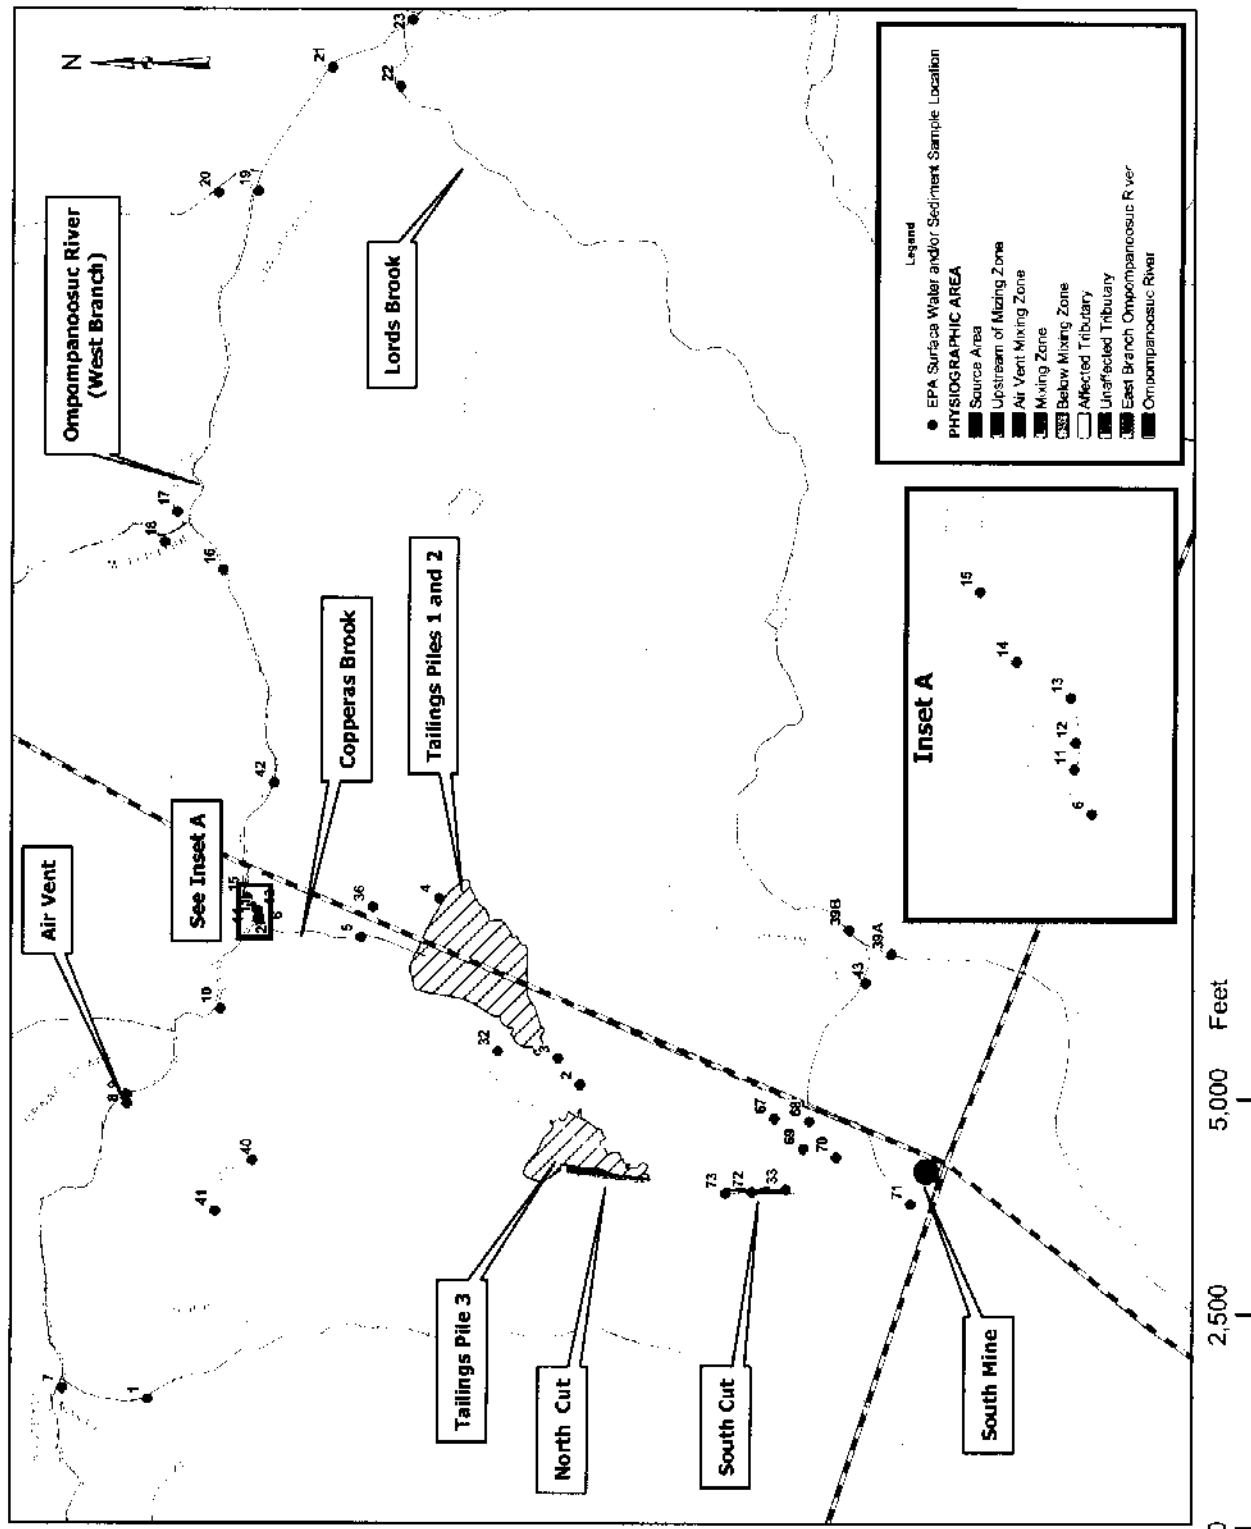 N
23
22
21
20
19
Ompompanoosuc River
(West Branch)
Lords Brook
17
18
16
Copperas Brook
Tailings Piles 1 and 2
42
See Inset A
Air Vent
15
6
36
5
4
10
8
32
3
2
40
41
7
1
Tailings Pile 3
North Cut
South Cut
South Mine
73
72
33
67
68
69
70
71
43
39A
39B
Legend
EPA Surface Water and/or Sediment Sample Location
PHYSIOGRAPHIC AREA
Source Area
Upstream of Mizing Zone
Air Vent Mixing Zone
Mixing Zone
Below Mixing Zone
Affected Tributary
Unaffected Tributary
East Branch Ompompanoosuc River
Ompompanoosuc River
Inset A
15
14
13
12
11
6
0
2,500
5,000 Feet